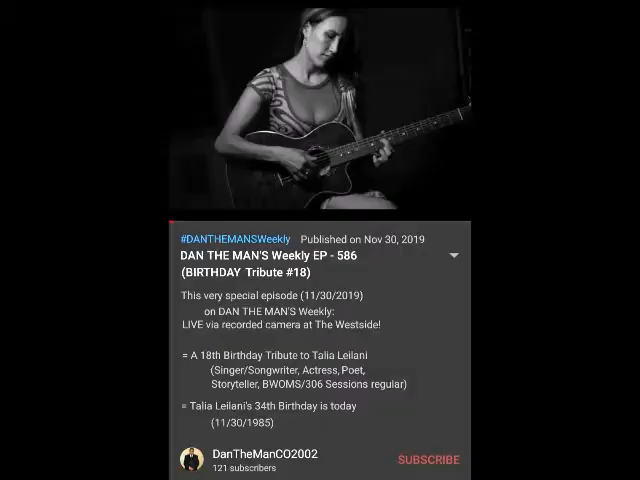 #DANTHEMANSWeekly Published on Nov 30, 2019
DAN THE MAN'S Weekly EP - 586
(BIRTHDAY Tribute #18)
This very special episode (11/30/2019)
on DAN THE MAN'S Weekly:
LIVE via recorded camera at The Westside!
= A 18th Birthday Tribute to Talia Leilani
(Singer/Songwriter, Actress, Poet,
Storyteller, BWOMS/306 Sessions regular)
= Talia Leilani's 34th Birthday is today
(11/30/1985)
DanTheManCO2002
121 subscribers
SUBSCRIBE